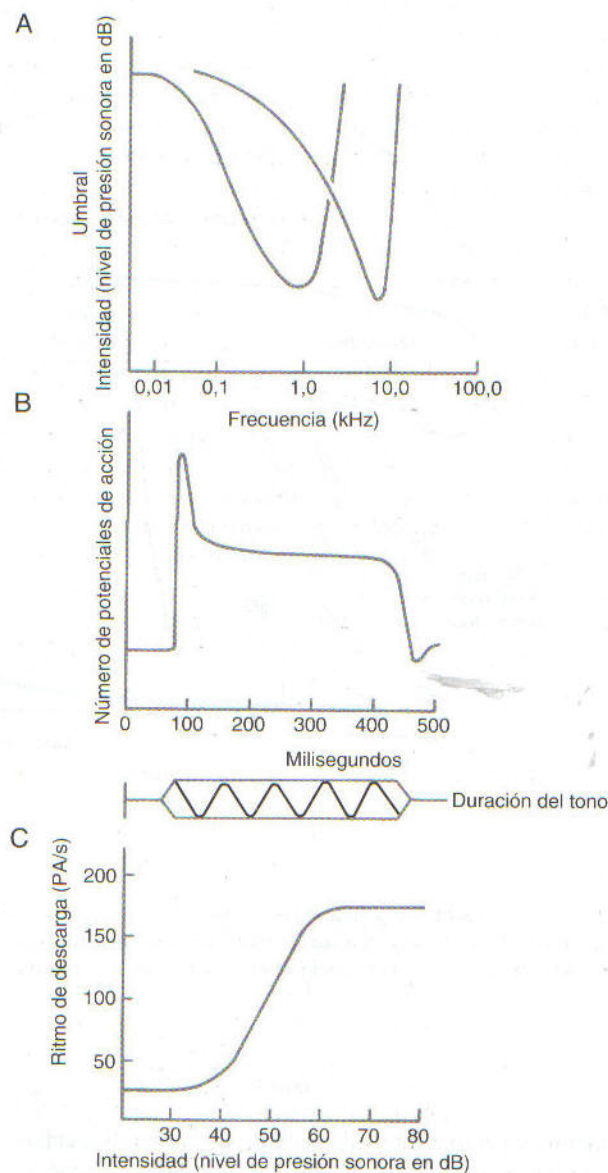 A
Umbral
Intensidad (nivel de presión sonora en dB)
0,01 0,1 1,0 10,0 100,0
Frecuencia (kHz)
B
Número de potenciales de acción
0 100 200 300 400 500
Milisegundos
Duración del tono
C
Ritmo de descarga (PA/s)
200
150
100
50
30 40 50 60 70 80
Intensidad (nivel de presión sonora en dB)